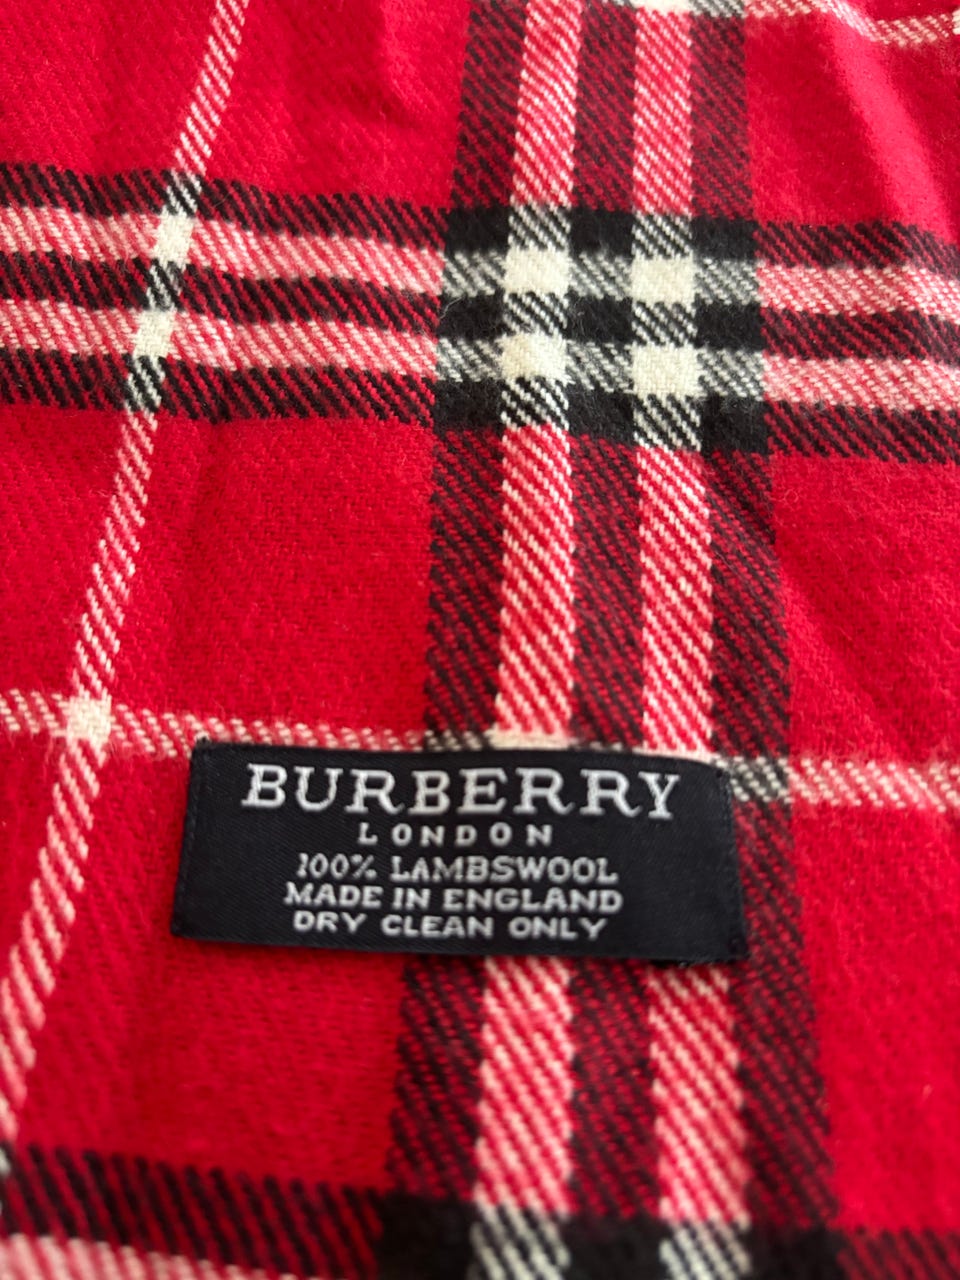 BURBERRY
LONDON
100% LAMBSWOOL
MADE IN ENGLAND
DRY CLEAN ONLY